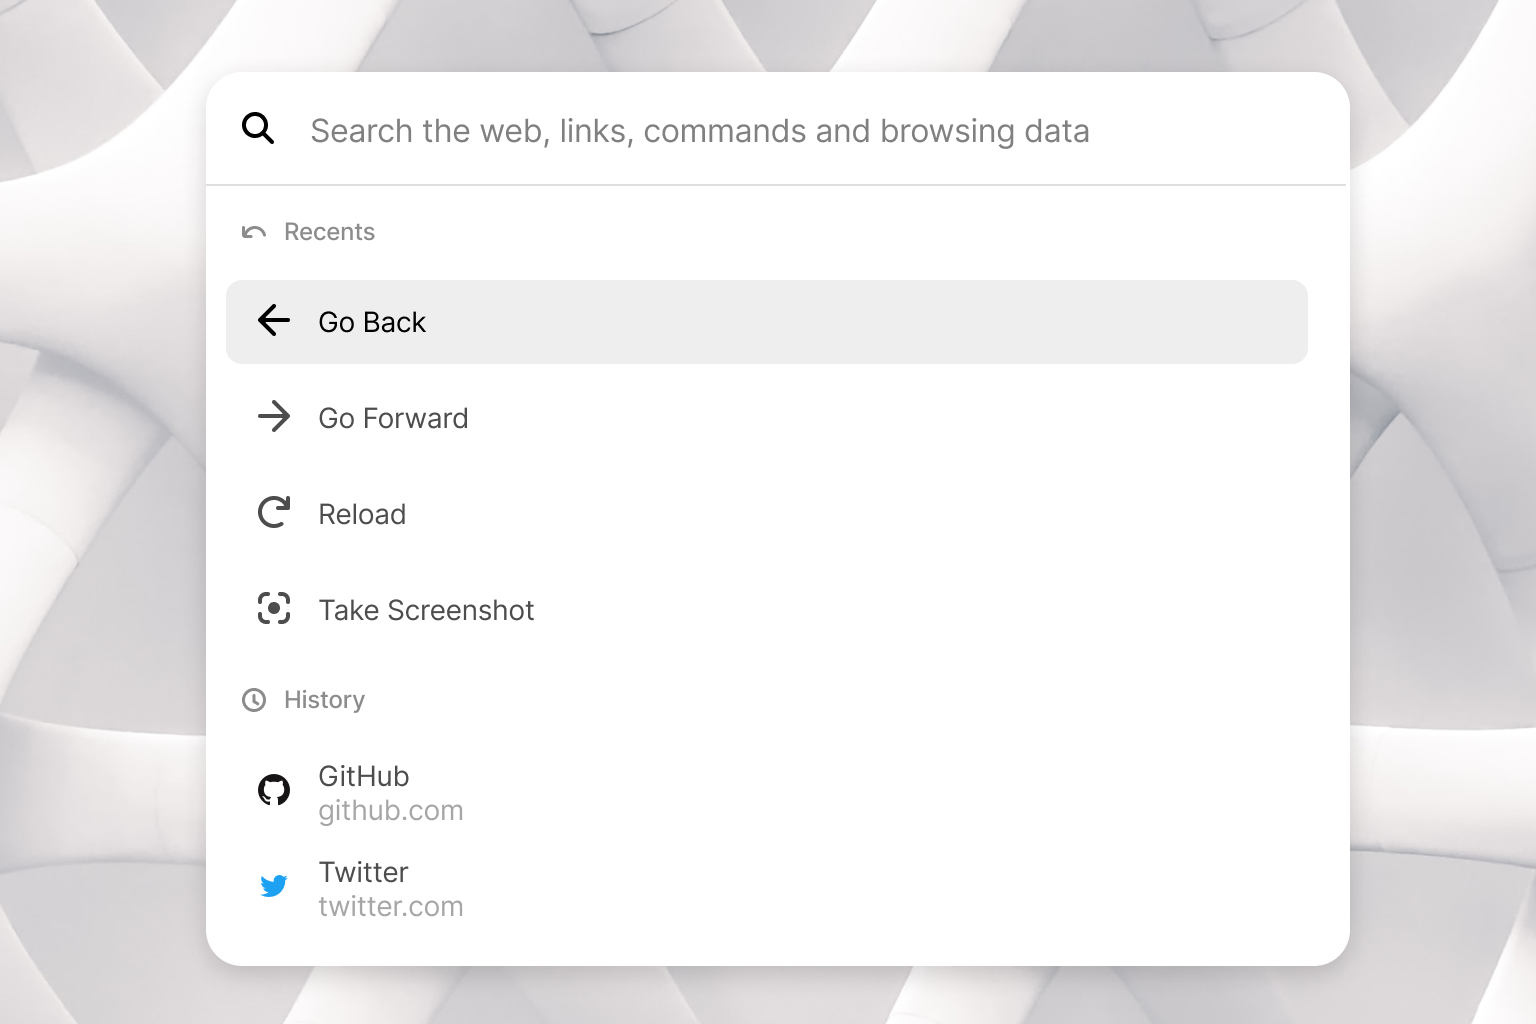 Search the web, links, commands and browsing data
Recents
Go Back
Go Forward
Reload
Take Screenshot
History
GitHub
github.com
Twitter
twitter.com